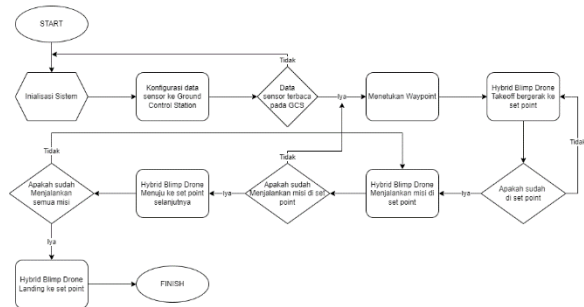 START
Tidak
Inialisasi Sistem
Konfigurasi data
sensor ke Ground
Control Station
Data
sensor terbaca
pada GCS
Iya
Menetukan Waypoint
Hybrid Blimp Drone
Takeoff bergerak ke
set point
Tidak
Tidak
Tidak
Apakah sudah
Menjalankan
semua misi
Hybrid Blimp Drone
Menuju ke set point
selanjutnya
Iya
Apakah sudah
Menjalankan misi di set
point
Hybrid Blimp Drone
Menjalankan misi di
set point
Iya
Apakah sudah
di set point
Iya
Hybrid Blimp Drone
Landing ke set point
FINISH